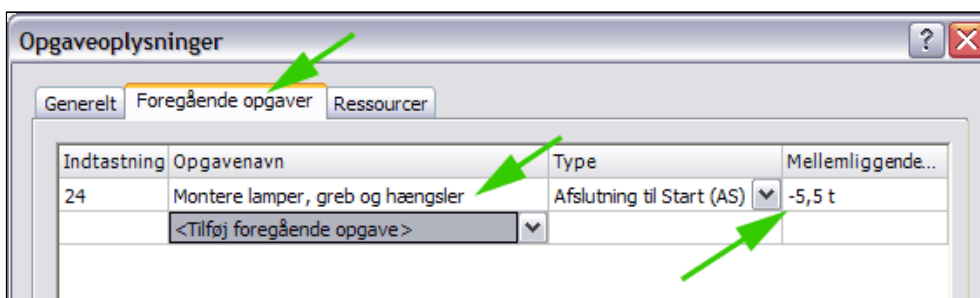 Opgaveoplysninger ?
Generelt Foregående opgaver Ressourcer
Indtastning Opgavenavn Type Mellemliggende...
24 Montere lamper, greb og hængsler Afslutning til Start (AS) -5,5 t
<Tilføj foregående opgave>